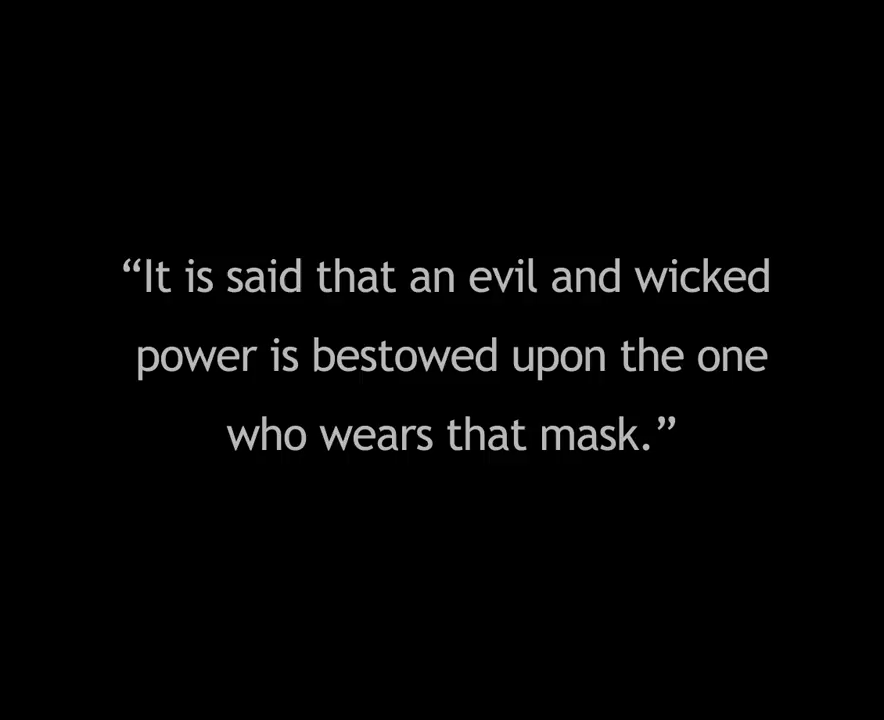 “It is said that an evil and wicked
power is bestowed upon the one
who wears that mask.”